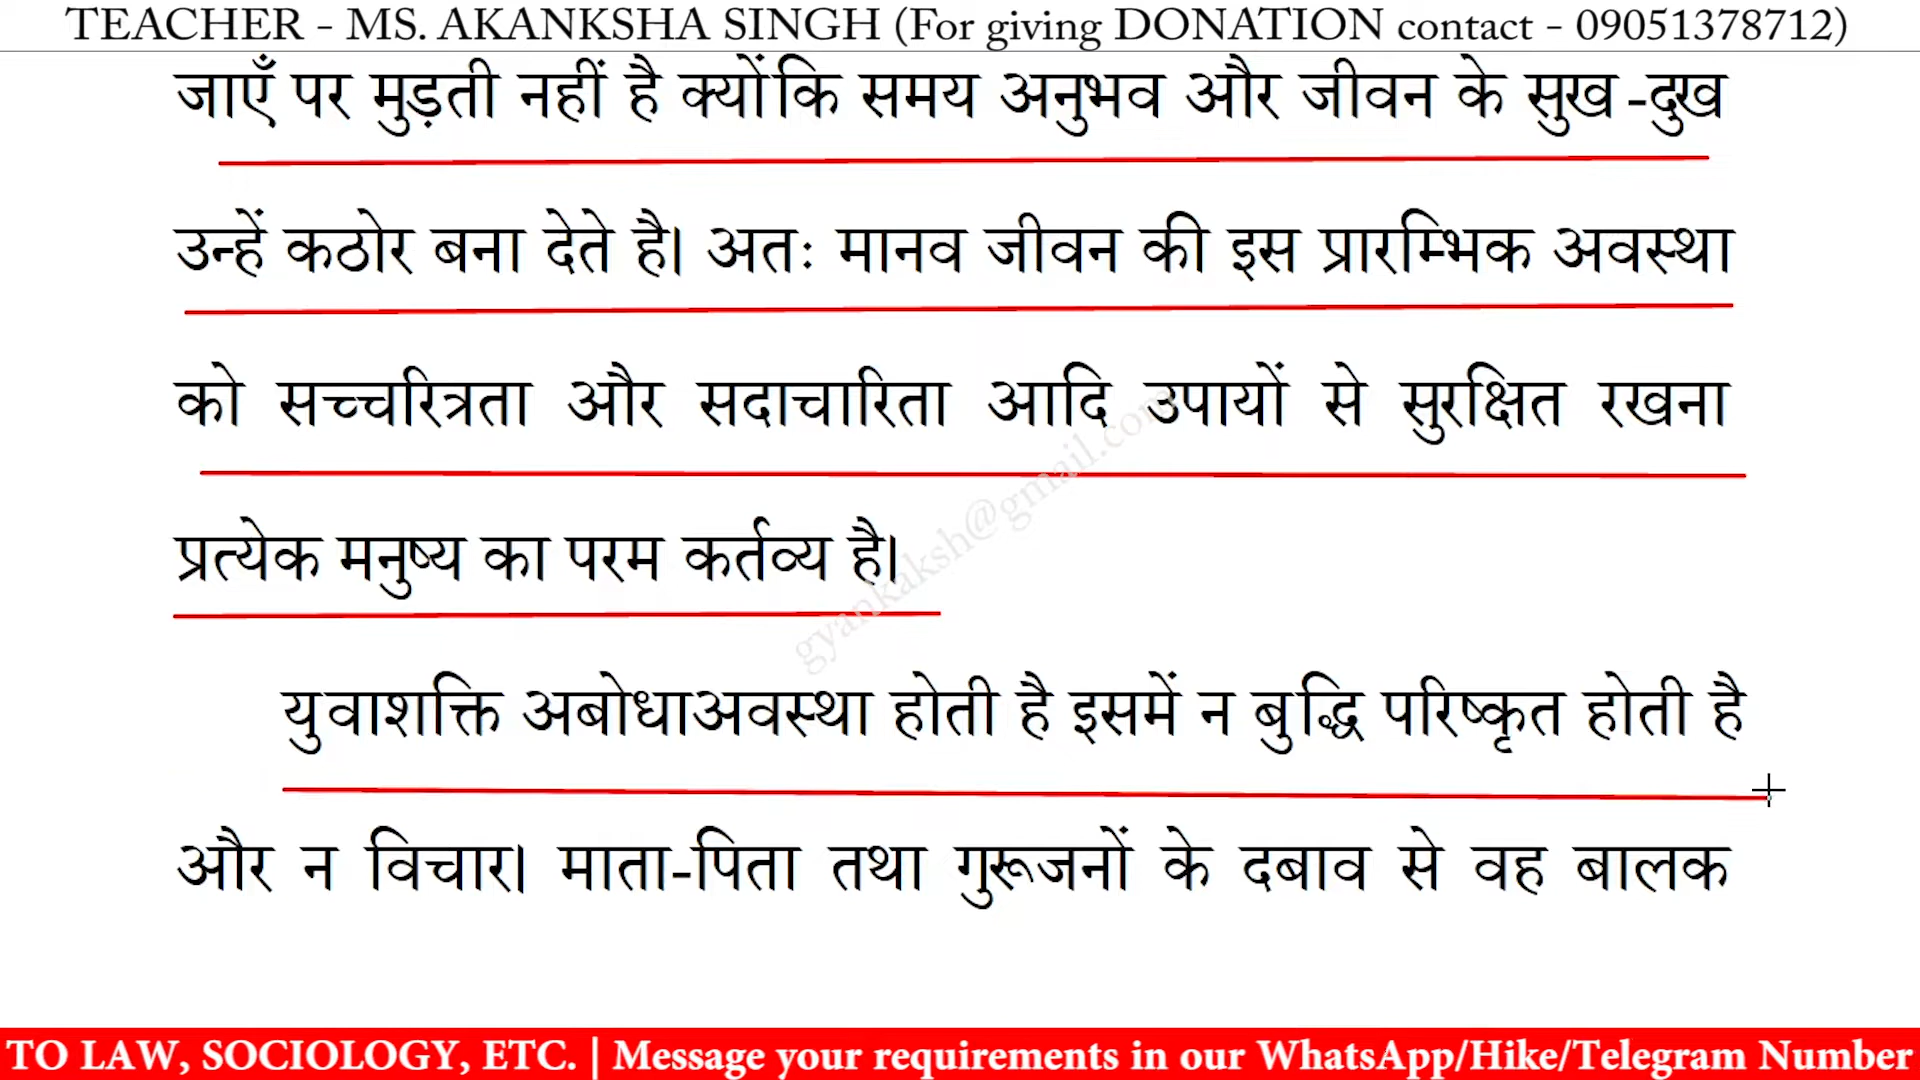 TEACHER - MS. AKANKSHA SINGH (For giving DONATION contact - 09051378712)
जाएँ पर मुड़ती नहीं है क्योंकि समय अनुभव और जीवन के सुख -दुख
उन्हें कठोर बना देते है। अतः मानव जीवन की इस प्रारम्भिक अवस्था
को सच्चरित्रता और सदाचारिता आदि उपायों से सुरक्षित रखना
प्रत्येक मनुष्य का परम कर्तव्य है।
gyankaksh@gmail.com
युवाशक्ति अबोधाअवस्था होती है इसमें न बुद्धि परिष्कृत होती है
और न विचार। माता-पिता तथा गुरूजनों के दबाव से वह बालक
TO LAW, SOCIOLOGY, ETC. | Message your requirements in our WhatsApp/Hike/Telegram Number